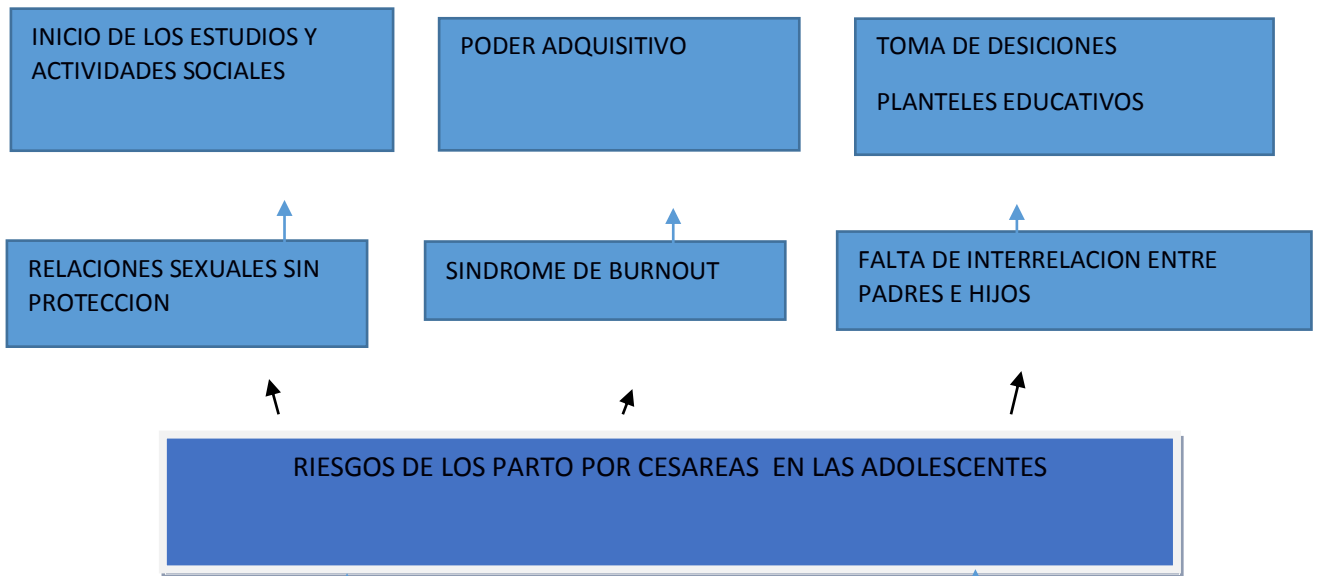 INICIO DE LOS ESTUDIOS Y
ACTIVIDADES SOCIALES
PODER ADQUISITIVO
TOMA DE DESICIONES
PLANTELES EDUCATIVOS
RELACIONES SEXUALES SIN
PROTECCION
SINDROME DE BURNOUT
FALTA DE INTERRELACION ENTRE
PADRES E HIJOS
RIESGOS DE LOS PARTO POR CESAREAS EN LAS ADOLESCENTES